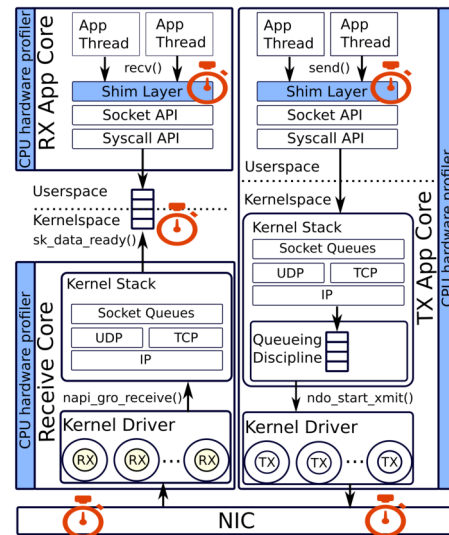 CPU hardware profiler
RX App Core
App
Thread
App
Thread
recv()
Shim Layer
Socket API
Syscall API
Userspace
Kernelspace
sk_data_ready()
CPU hardware profiler
Receive Core
Kernel Stack
Socket Queues
UDP
TCP
IP
napi_gro_receive()
Kernel Driver
RX
RX
...
RX
App
Thread
App
Thread
send()
Shim Layer
Socket API
Syscall API
Userspace
Kernelspace
Kernel Stack
Socket Queues
UDP
TCP
IP
Queueing
Discipline
ndo_start_xmit()
Kernel Driver
TX
TX
...
TX
TX App Core
CPU hardware profiler
NIC